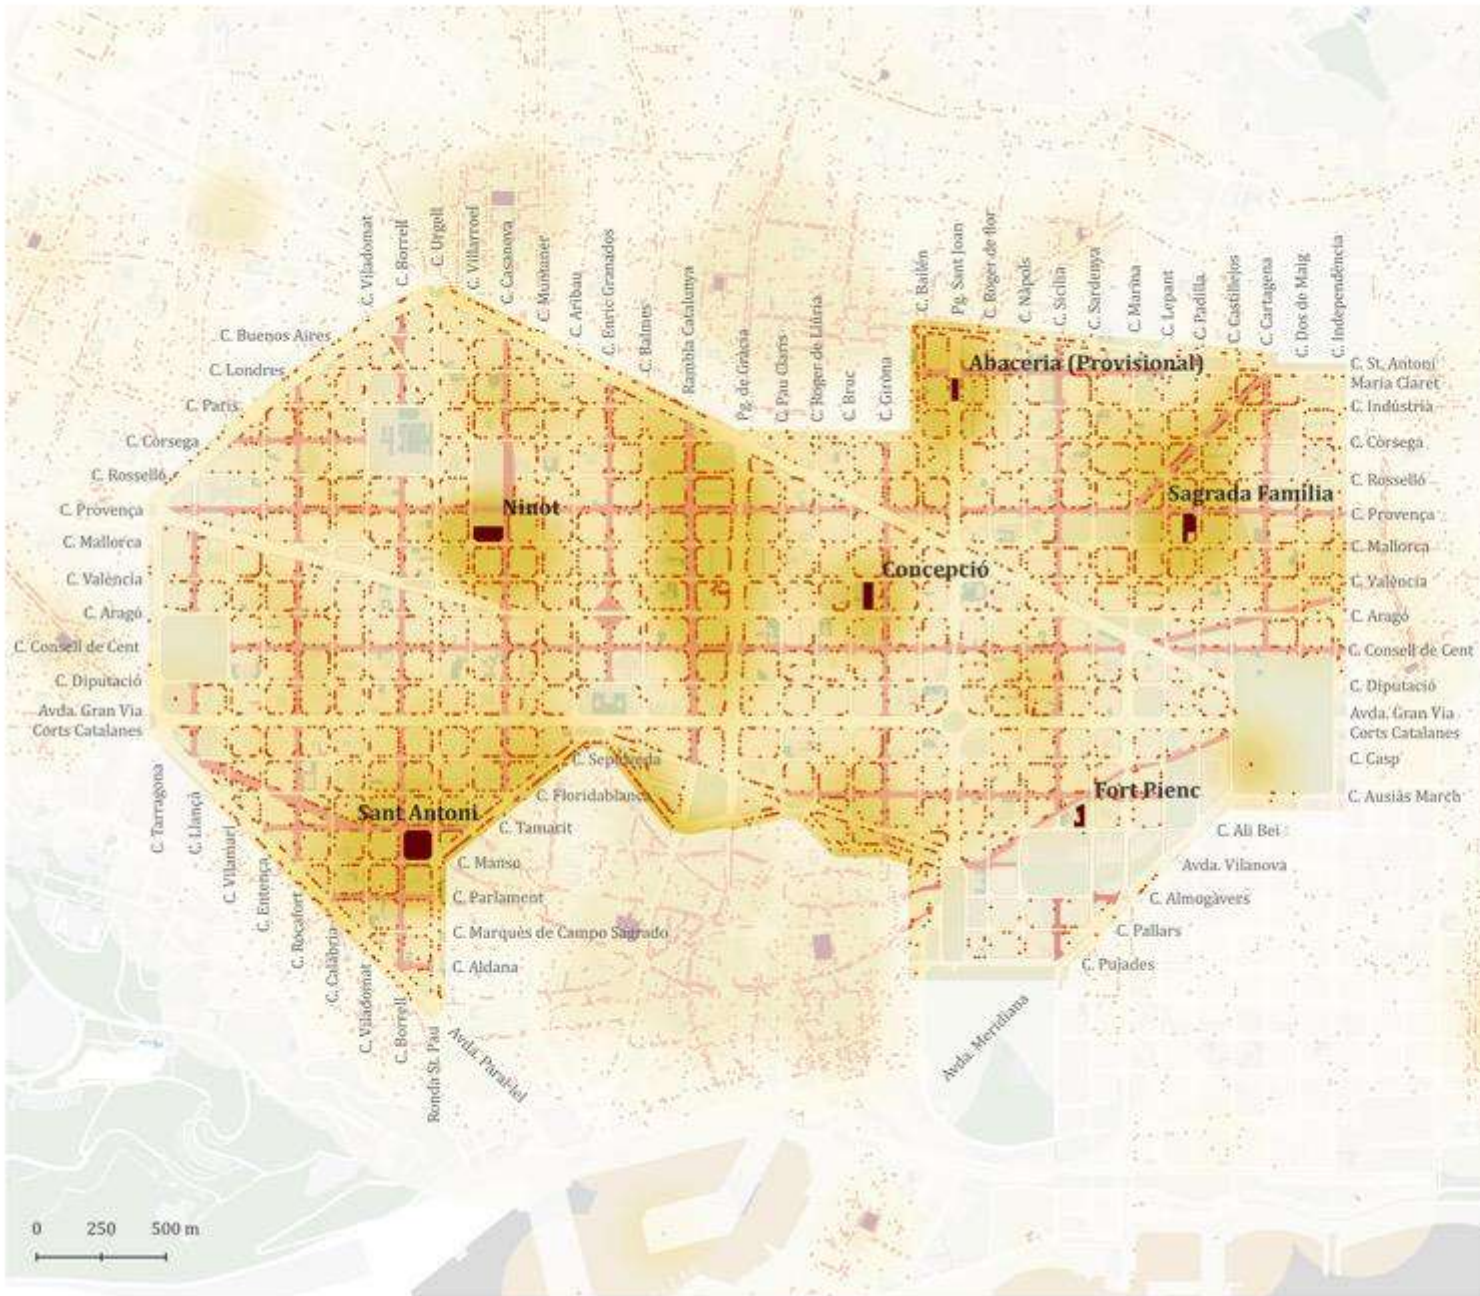 C. Viladomat
C. Borrell
C. Urgell
C. Villarroel
C. Casanova
C. Muntaner
C. Aribau
C. Enric Granados
C. Balmes
Rambla Catalunya
Pg. de Gràcia
C. Pau Claris
C. Roger de Llúria
C. Bruc
C. Girona
C. Bailén
Pg. Sant Joan
C. Roger de flor
C. Nàpols
C. Sicília
C. Sardenya
C. Marina
C. Lepant
C. Padilla
C. Castillejos
C. Cartagena
C. Dos de Maig
C. Independència
C. Buenos Aires
C. Londres
C. París
C. Còrsega
C. Rosselló
C. Provença
C. Mallorca
C. València
C. Aragó
C. Consell de Cent
C. Diputació
Avda. Gran Via
Corts Catalanes
Abaceria (Provisional)
Ninot
Sagrada Família
Concepció
Sant Antoni
Fort Pienc
C. St. Antoni
Maria Claret
C. Indústria
C. Còrsega
C. Rosselló
C. Provença
C. Mallorca
C. València
C. Aragó
C. Consell de Cent
C. Diputació
Avda. Gran Via
Corts Catalanes
C. Casp
C. Ausiàs March
C. Ali Bei
Avda. Vilanova
C. Almogàvers
C. Pallars
C. Pujades
Avda. Meridiana
C. Sepúlveda
C. Floridablanca
C. Tamarit
C. Manso
C. Parlament
C. Marquès de Campo Sagrado
C. Aldana
C. Tarragona
C. Llançà
C. Vilamarí
C. Entença
C. Rocafort
C. Calàbria
C. Viladomat
C. Borrell
Ronda St. Pau
Avda. Paral·lel
0 250 500 m